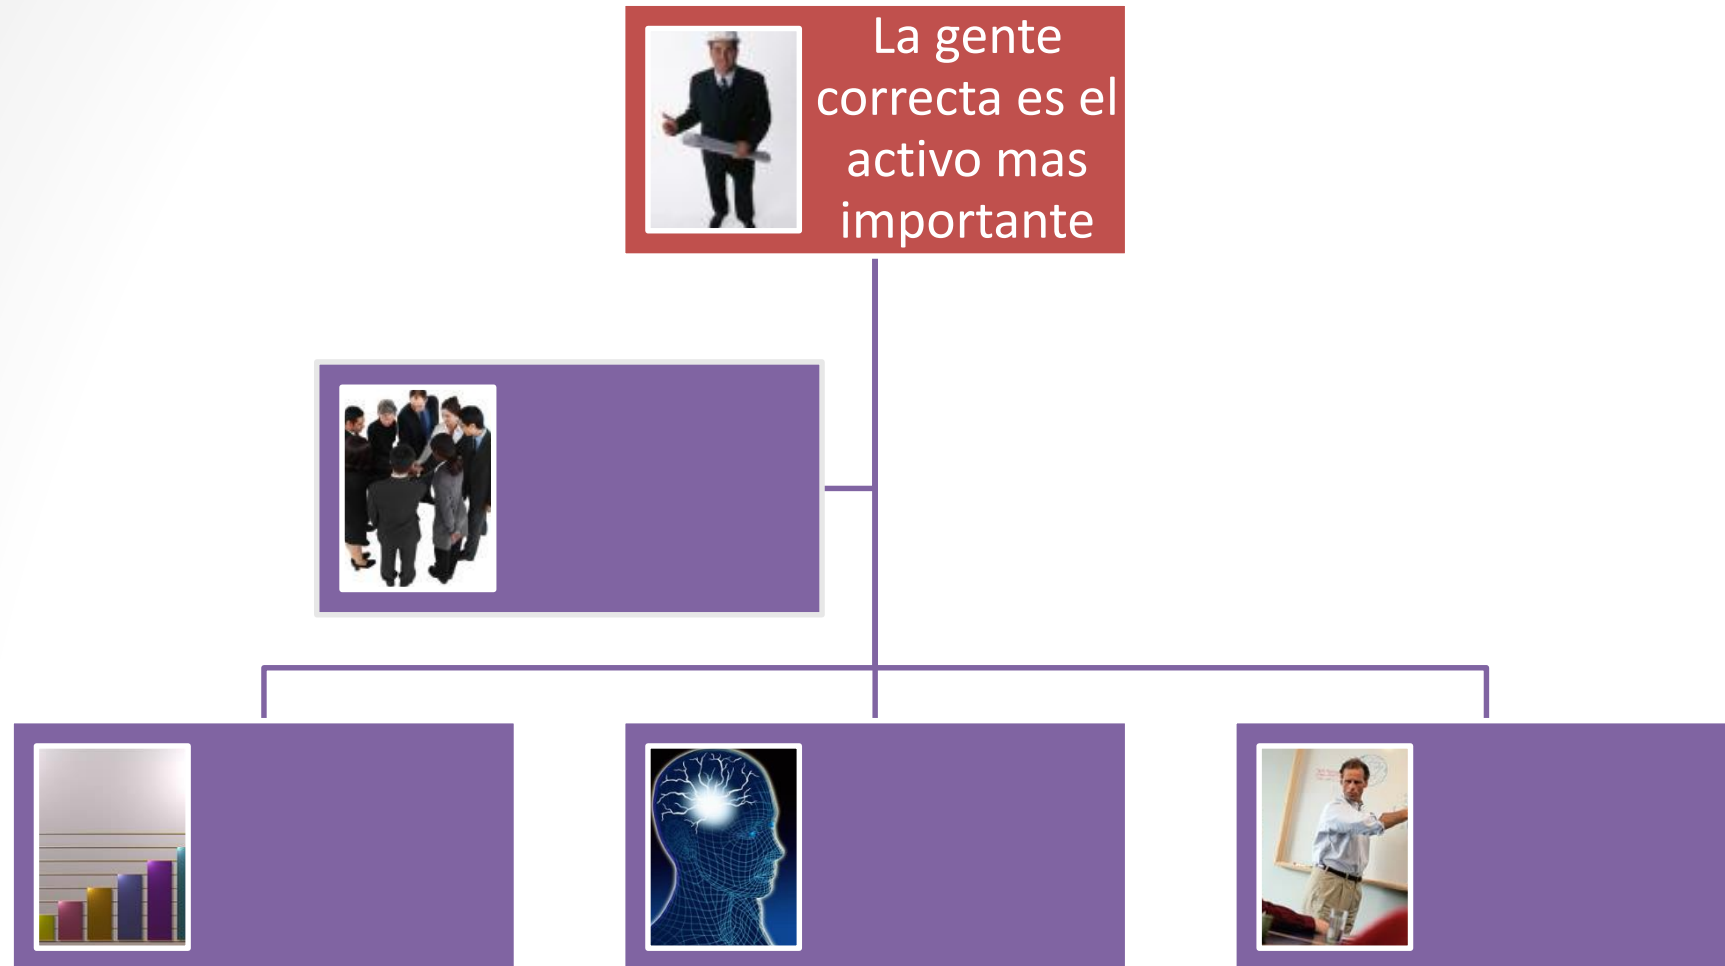 La gente
correcta es el
activo mas
importante